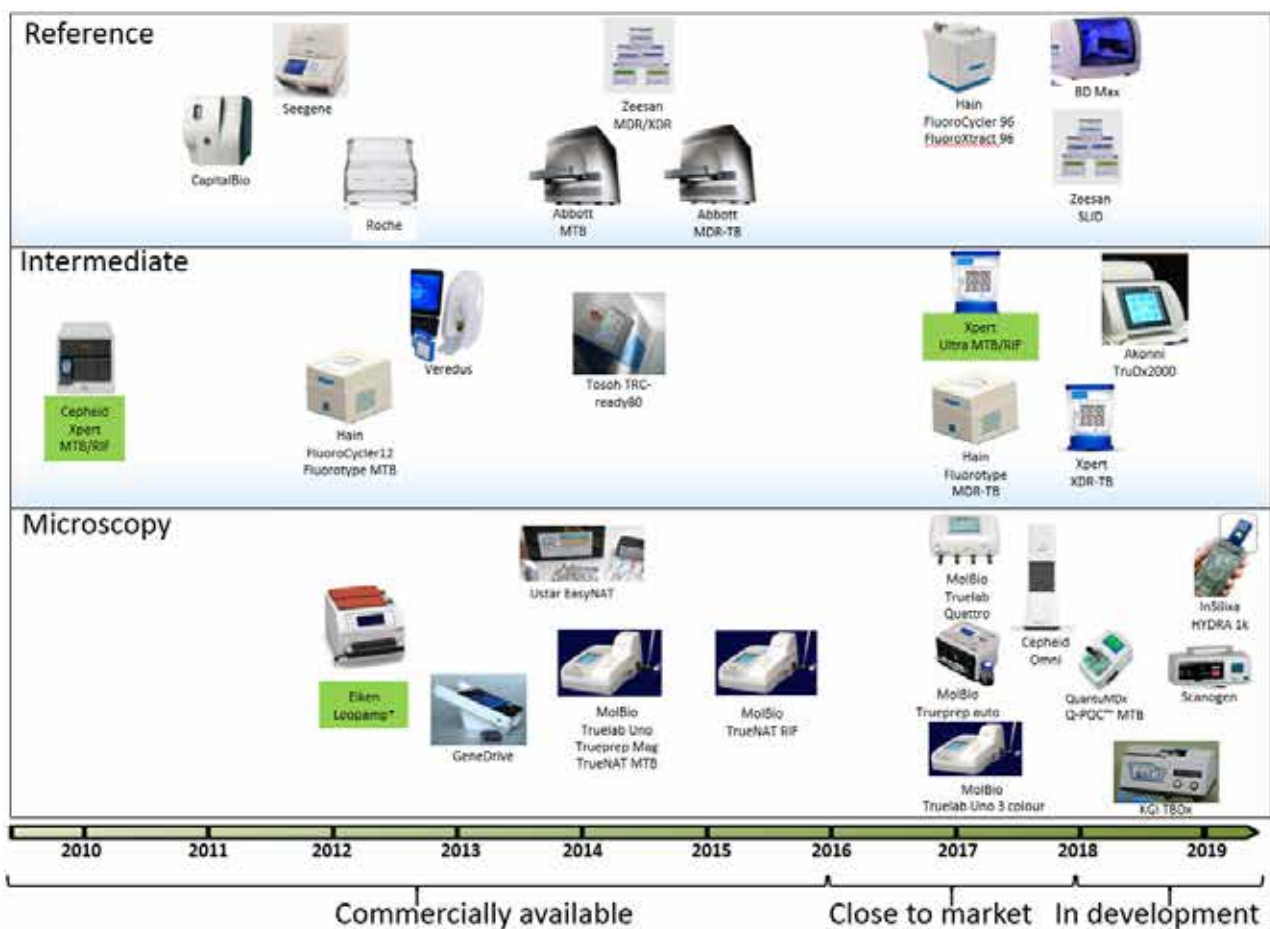 Reference
Seegene
CapitalBio
Roche
Zeesan
MDR/XDR
Abbott
MTB
Abbott
MDR-TB
Hain
FluoroCycler 96
FluoroXtract 96
BD Max
Zeesan
SLID
Intermediate
Cepheid
Xpert
MTB/RIF
Hain
FluoroCycler12
Fluorotype MTB
Veredus
Tosoh TRC-
ready80
Xpert
Ultra MTB/RIF
Akonni
TruDx2000
Hain
Fluorotype
MDR-TB
Xpert
XDR-TB
Microscopy
Eiken
Loopamp*
Ustar EasyNAT
GeneDrive
MolBio
Truelab Uno
Trueprep Mag
TrueNAT MTB
MolBio
TrueNAT RIF
MolBio
Truelab
Quattro
Cepheid
Omni
InSilixa
HYDRA 1k
MolBio
Trueprep auto
QuantuMDx
Q-POC™ MTB
Scanogen
MolBio
Truelab Uno 3 colour
KGI TBDx
2010 2011 2012 2013 2014 2015 2016 2017 2018 2019
Commercially available Close to market In development